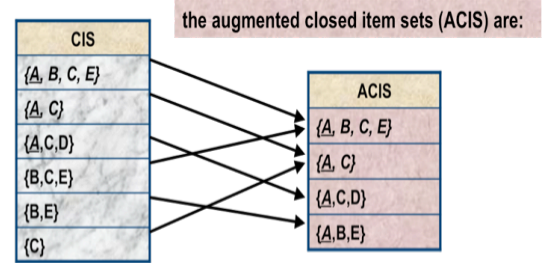 the augmented closed item sets (ACIS) are:
CIS
{A, B, C, E}
{A, C}
{A,C,D}
{B,C,E}
{B,E}
{C}
ACIS
{A, B, C, E}
{A, C}
{A,C,D}
{A,B,E}